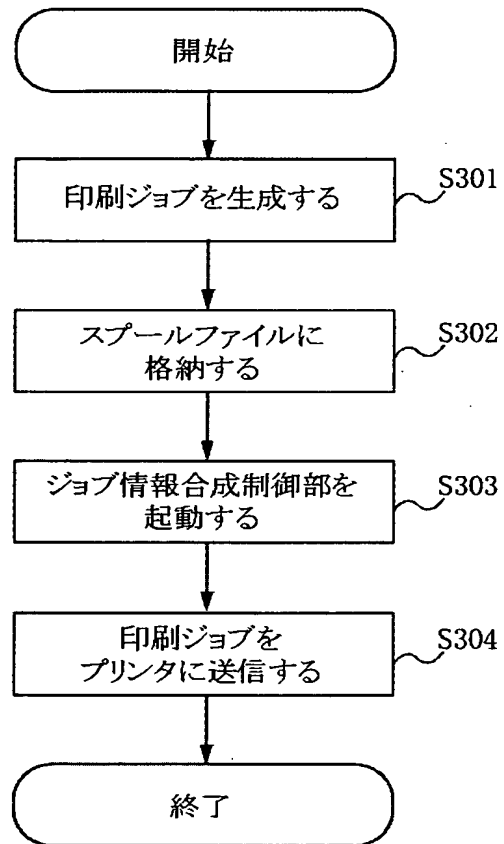 開始
印刷ジョブを生成する
S301
スプールファイルに
格納する
S302
ジョブ情報合成制御部を
起動する
S303
印刷ジョブを
プリンタに送信する
S304
終了